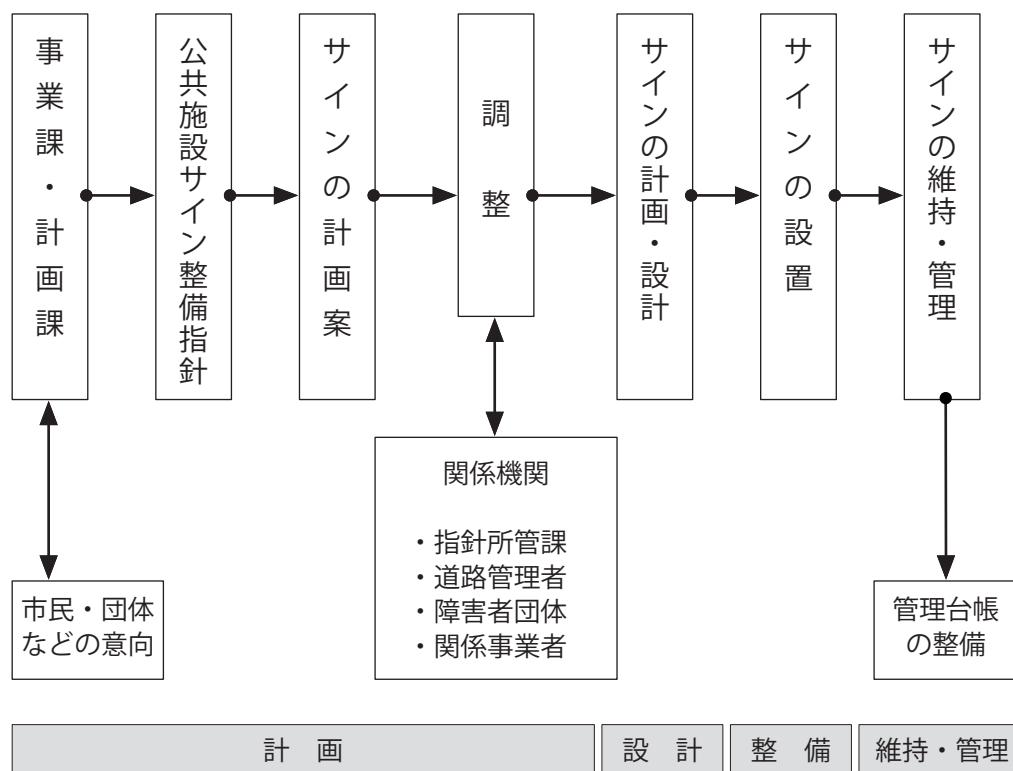 事業課・計画課
公共施設サイン整備指針
サインの計画案
調整
サインの計画・設計
サインの設置
サインの維持・管理
関係機関
・指針所管課
・道路管理者
・障害者団体
・関係事業者
市民・団体
などの意向
管理台帳
の整備
計　画
設　計
整　備
維持・管理